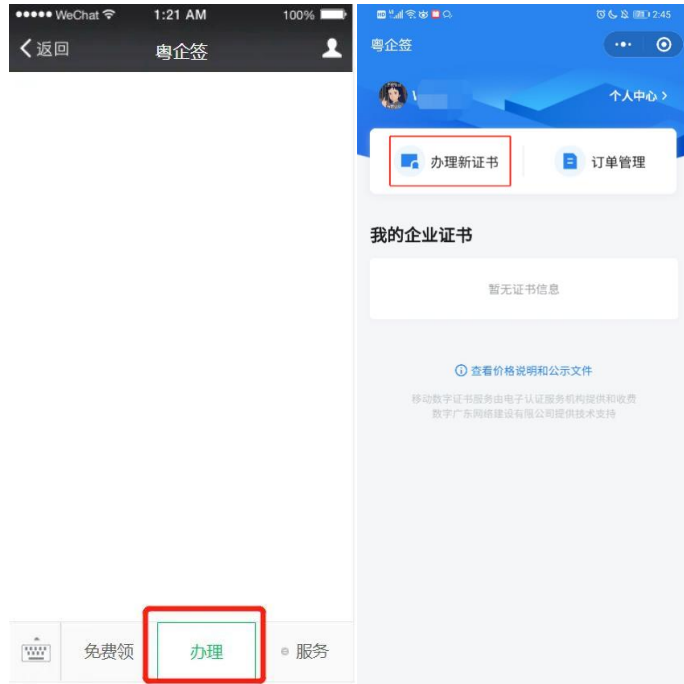 WeChat 1:21 AM 100%
返回 粤企签
免费领 办理 服务
2:45
粤企签
个人中心 >
办理新证书 订单管理
我的企业证书
暂无证书信息
查看价格说明和公示文件
移动数字证书服务由电子认证服务机构提供和收费
数字广东网络建设有限公司提供技术支持